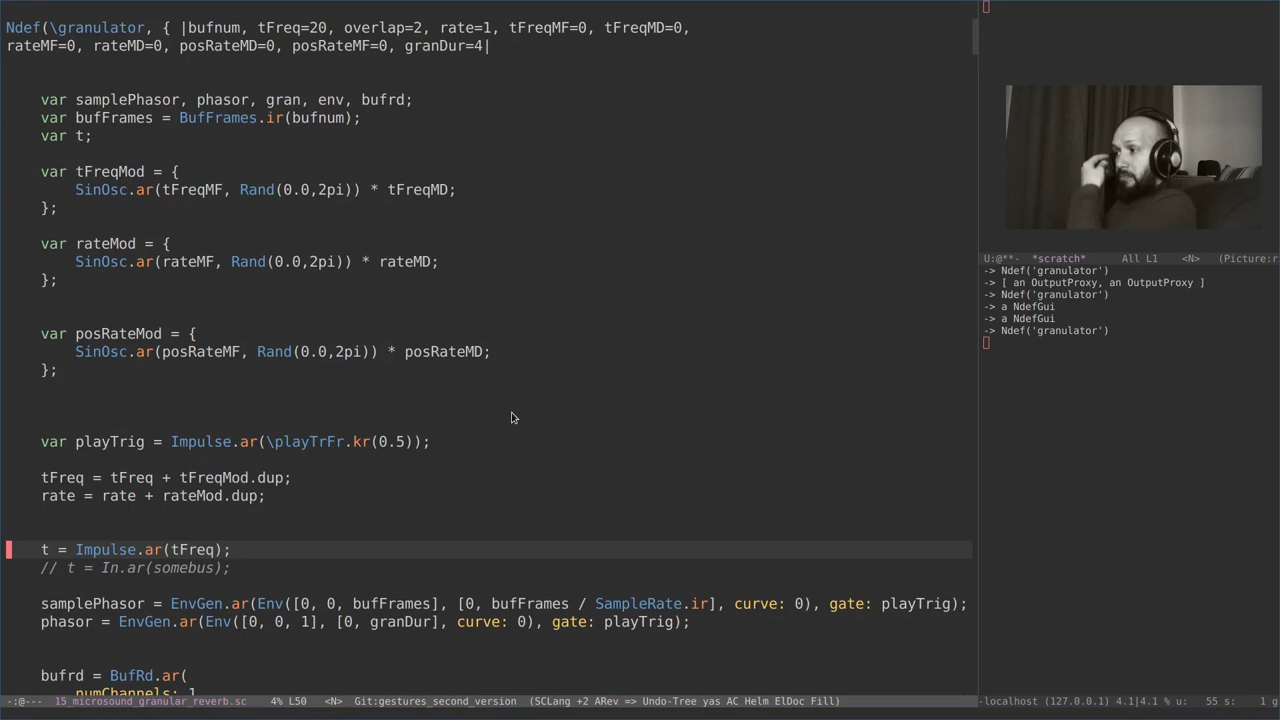 Ndef(\granulator, { |bufnum, tFreq=20, overlap=2, rate=1, tFreqMF=0, tFreqMD=0,
rateMF=0, rateMD=0, posRateMD=0, posRateMF=0, granDur=4|
var samplePhasor, phasor, gran, env, bufrd;
var bufFrames = BufFrames.ir(bufnum);
var t;
var tFreqMod = {
SinOsc.ar(tFreqMF, Rand(0.0,2pi)) * tFreqMD;
};
var rateMod = {
SinOsc.ar(rateMF, Rand(0.0,2pi)) * rateMD;
};
var posRateMod = {
SinOsc.ar(posRateMF, Rand(0.0,2pi)) * posRateMD;
};
var playTrig = Impulse.ar(\playTrFr.kr(0.5));
tFreq = tFreq + tFreqMod.dup;
rate = rate + rateMod.dup;
t = Impulse.ar(tFreq);
// t = In.ar(somebus);
samplePhasor = EnvGen.ar(Env([0, 0, bufFrames], [0, bufFrames / SampleRate.ir], curve: 0), gate: playTrig);
phasor = EnvGen.ar(Env([0, 0, 1], [0, granDur], curve: 0), gate: playTrig);
bufrd = BufRd.ar(
numChannels: 1
-:@--- 15_microsound_granular_reverb.sc 4% L50 <N> Git:gestures_second_version (SCLang +2 ARev => Undo-Tree yas AC Helm ElDoc Fill)
U:@**- *scratch* All L1 <N> (Picture:r
-> Ndef('granulator')
-> [ an OutputProxy, an OutputProxy ]
-> Ndef('granulator')
-> a NdefGui
-> a NdefGui
-> Ndef('granulator')
-localhost (127.0.0.1) 4.1|4.1 % u: 55 s: 1 g